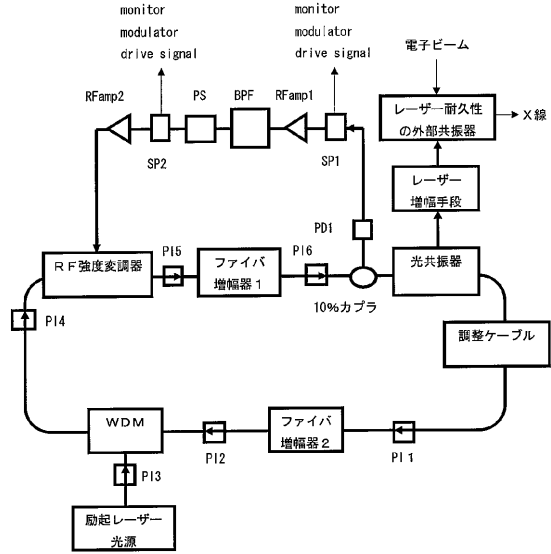 monitor
modulator
drive signal
monitor
modulator
drive signal
電子ビーム
RFamp2
PS
BPF
RFamp1
レーザー耐久性
の外部共振器
X線
SP2
SP1
レーザー
増幅手段
PD1
RF強度変調器
PI5
ファイバ
増幅器1
PI6
光共振器
10%カプラ
PI4
調整ケーブル
WDM
PI2
ファイバ
増幅器2
PI1
PI3
励起レーザー
光源